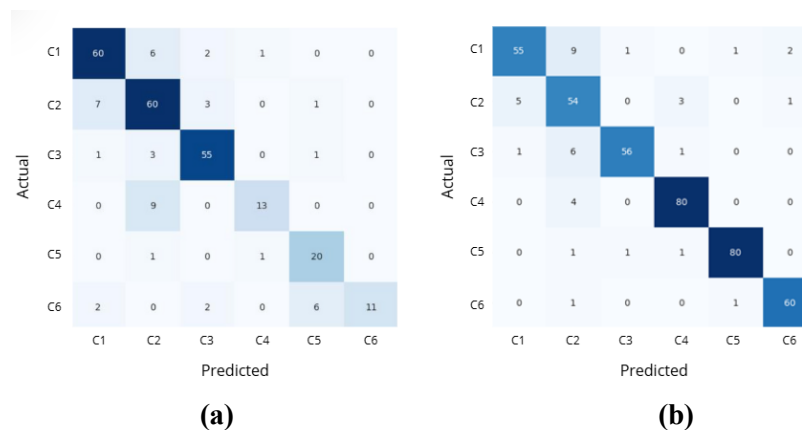 C1 60 6 2 1 0 0
C2 7 60 3 0 1 0
C3 1 3 55 0 1 0
C4 0 9 0 13 0 0
C5 0 1 0 1 20 0
C6 2 0 2 0 6 11
C1 C2 C3 C4 C5 C6
Actual
Predicted
(a)
C1 55 9 1 0 1 2
C2 5 54 0 3 0 1
C3 1 6 56 1 0 0
C4 0 4 0 80 0 0
C5 0 1 1 1 80 0
C6 0 1 0 0 1 60
C1 C2 C3 C4 C5 C6
Actual
Predicted
(b)